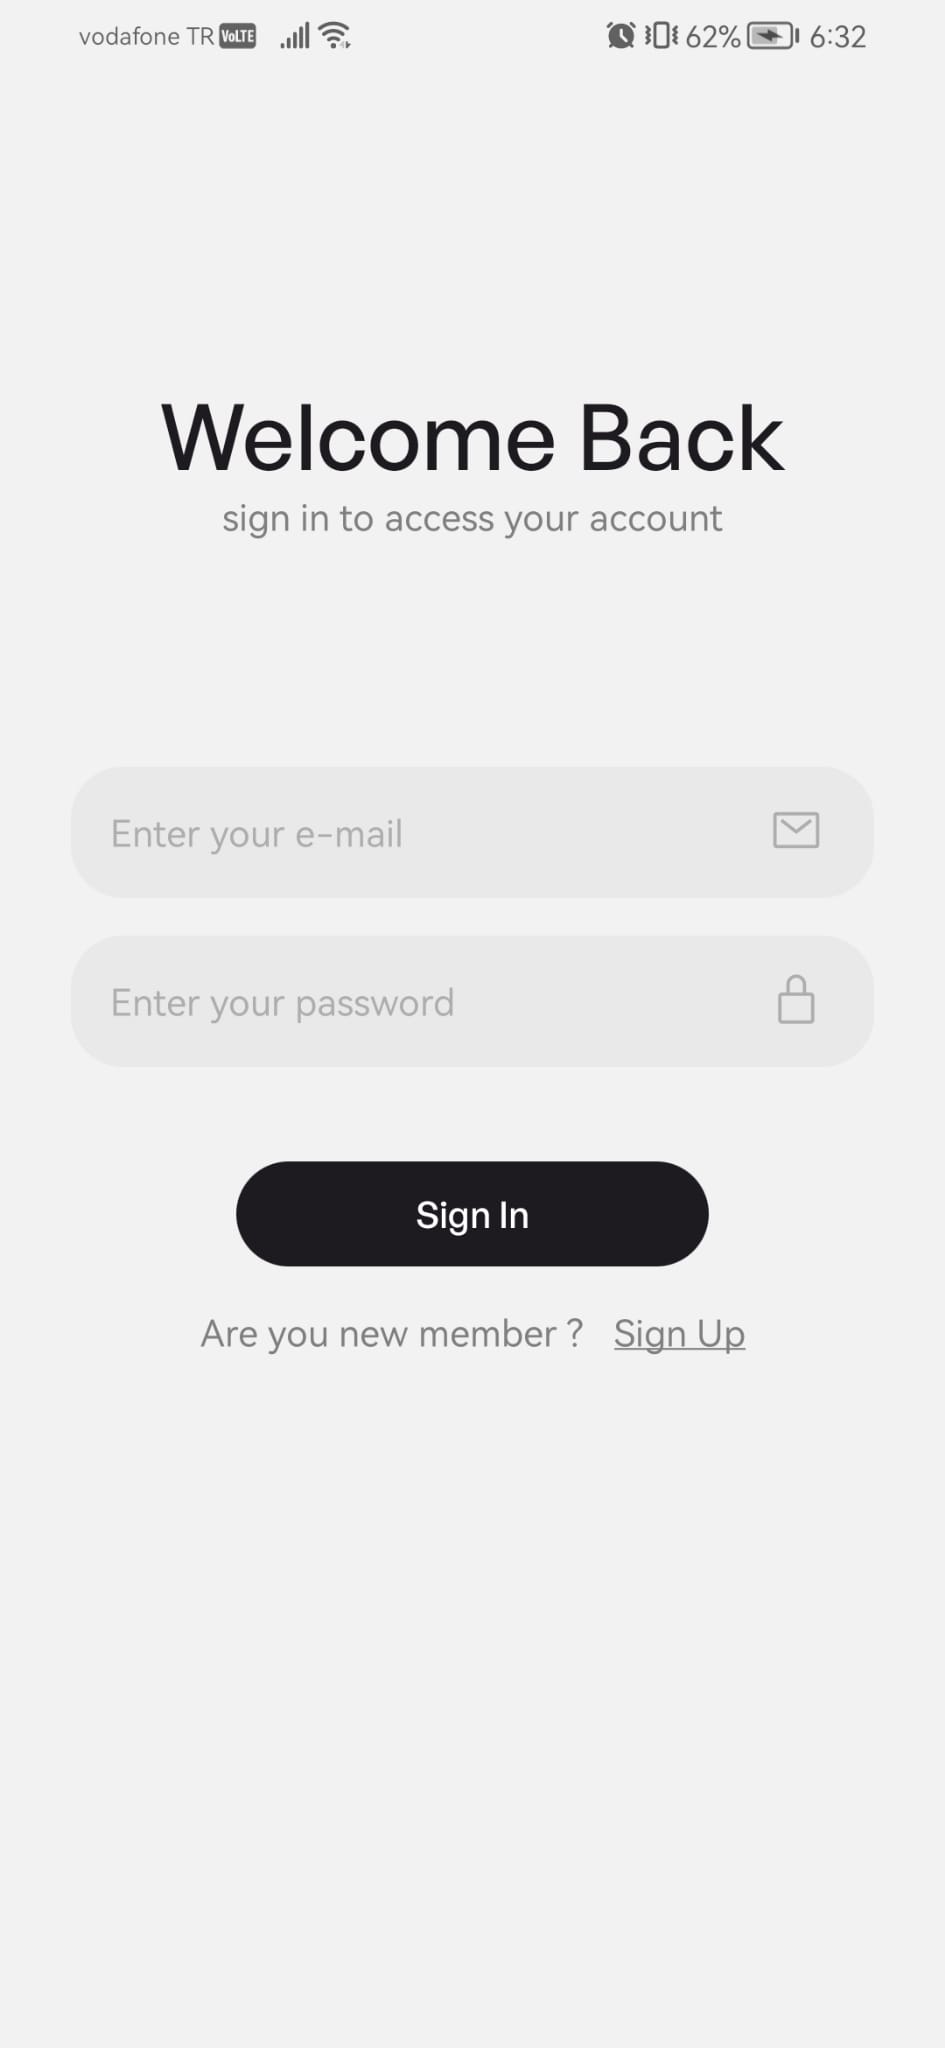 vodafone TR VoLTE 62% 6:32
Welcome Back
sign in to access your account
Enter your e-mail
Enter your password
Sign In
Are you new member ? Sign Up